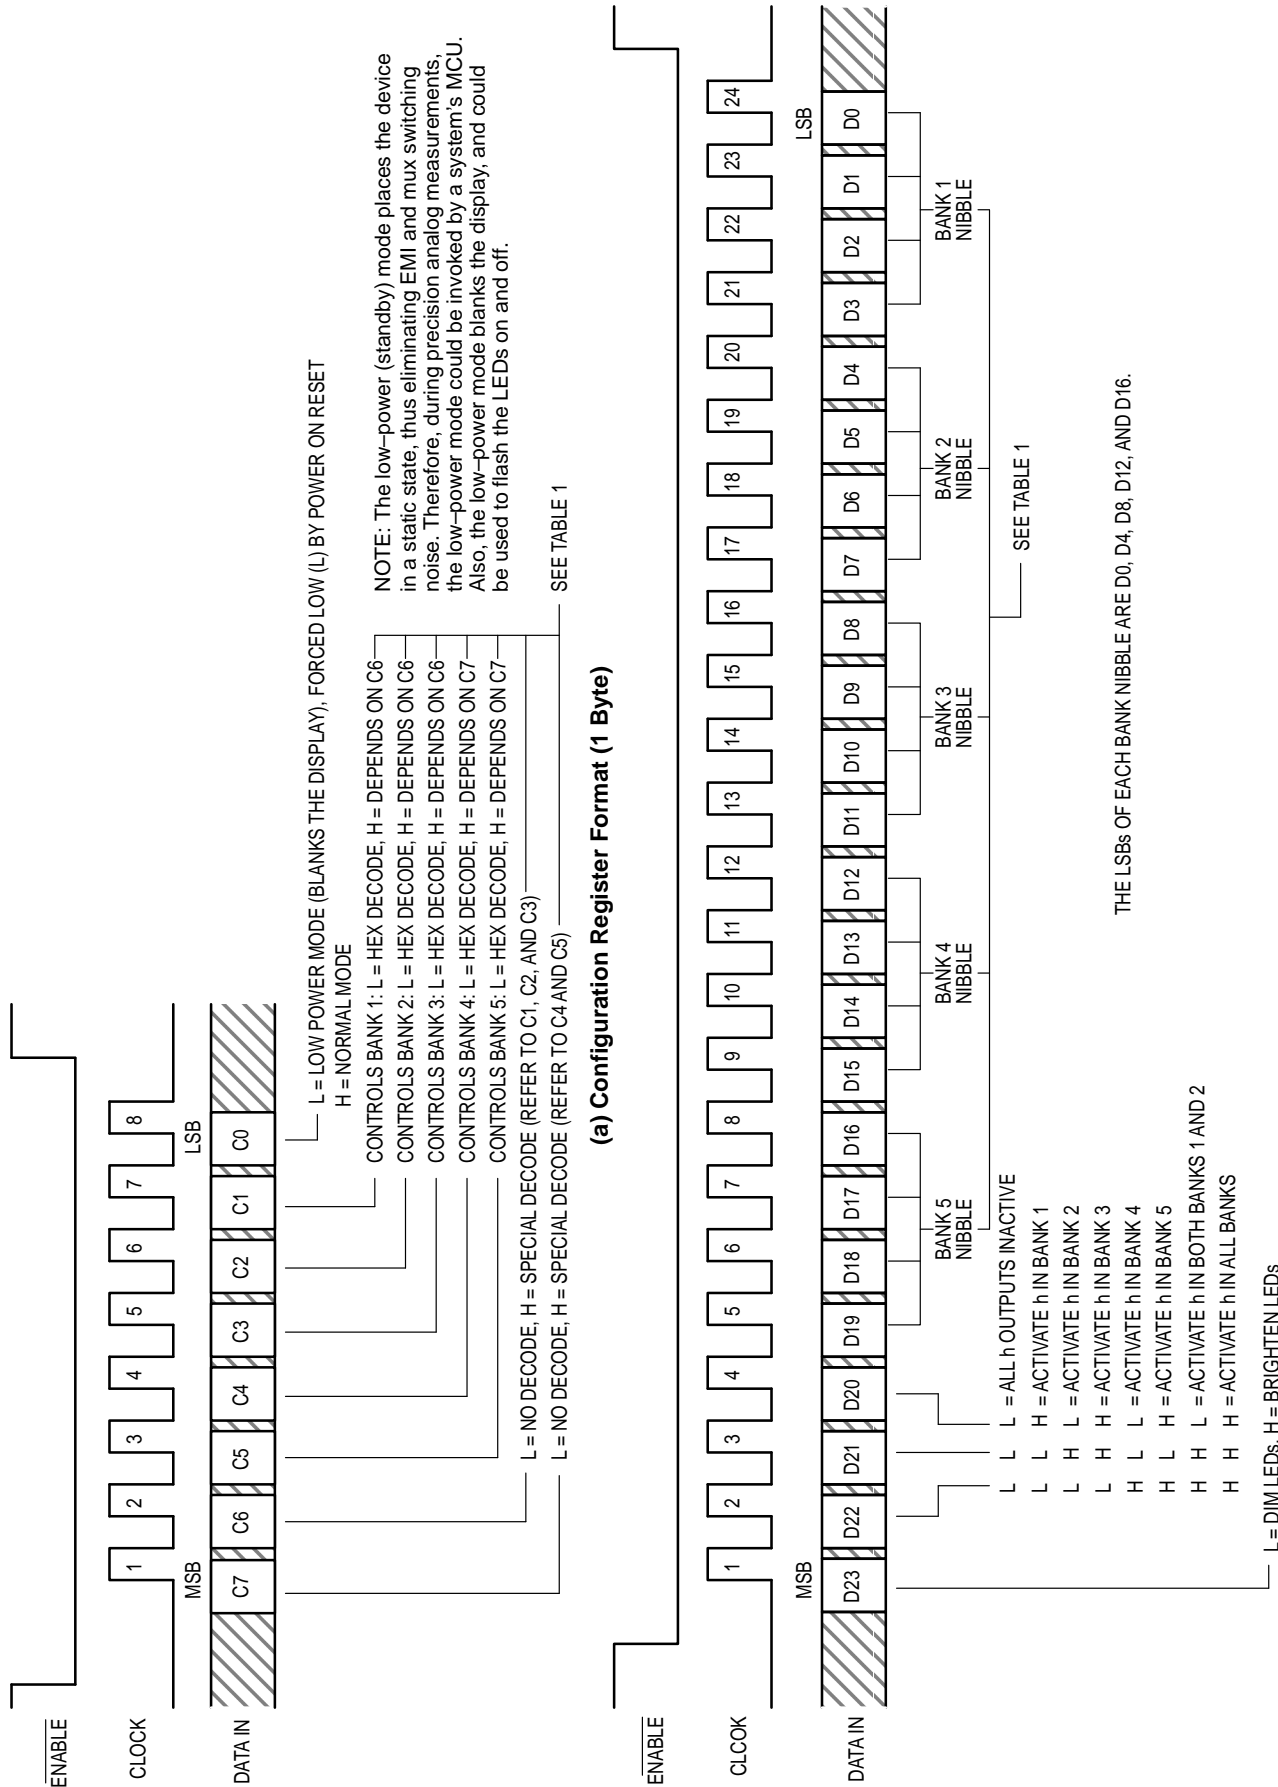 ENABLE
CLOCK
1 2 3 4 5 6 7 8
MSB LSB
DATA IN
C7 C6 C5 C4 C3 C2 C1 C0
L = LOW POWER MODE (BLANKS THE DISPLAY), FORCED LOW (L) BY POWER ON RESET
H = NORMAL MODE
CONTROLS BANK 1: L = HEX DECODE, H = DEPENDS ON C6
CONTROLS BANK 2: L = HEX DECODE, H = DEPENDS ON C6
CONTROLS BANK 3: L = HEX DECODE, H = DEPENDS ON C6
CONTROLS BANK 4: L = HEX DECODE, H = DEPENDS ON C7
CONTROLS BANK 5: L = HEX DECODE, H = DEPENDS ON C7
L = NO DECODE, H = SPECIAL DECODE (REFER TO C1, C2, AND C3)
L = NO DECODE, H = SPECIAL DECODE (REFER TO C4 AND C5)
SEE TABLE 1
NOTE: The low–power (standby) mode places the device
in a static state, thus eliminating EMI and mux switching
noise. Therefore, during precision analog measurements,
the low–power mode could be invoked by a system's MCU.
Also, the low–power mode blanks the display, and could
be used to flash the LEDs on and off.
(a) Configuration Register Format (1 Byte)
ENABLE
CLCOK
1 2 3 4 5 6 7 8 9 10 11 12 13 14 15 16 17 18 19 20 21 22 23 24
MSB LSB
DATA IN
D23 D22 D21 D20 D19 D18 D17 D16 D15 D14 D13 D12 D11 D10 D9 D8 D7 D6 D5 D4 D3 D2 D1 D0
BANK 5
NIBBLE
BANK 4
NIBBLE
BANK 3
NIBBLE
BANK 2
NIBBLE
BANK 1
NIBBLE
SEE TABLE 1
L L L = ALL h OUTPUTS INACTIVE
L L H = ACTIVATE h IN BANK 1
L H L = ACTIVATE h IN BANK 2
L H H = ACTIVATE h IN BANK 3
H L L = ACTIVATE h IN BANK 4
H L H = ACTIVATE h IN BANK 5
H H L = ACTIVATE h IN BOTH BANKS 1 AND 2
H H H = ACTIVATE h IN ALL BANKS
THE LSBs OF EACH BANK NIBBLE ARE D0, D4, D8, D12, AND D16.
L = DIM LEDs, H = BRIGHTEN LEDs